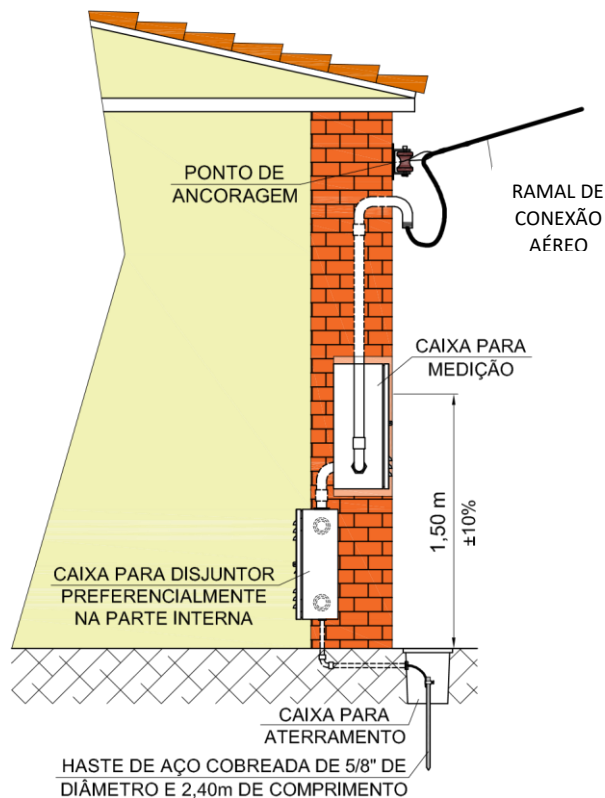 PONTO DE
ANCORAGEM
RAMAL DE
CONEXÃO
AÉREO
CAIXA PARA
MEDIÇÃO
1,50 m
±10%
CAIXA PARA DISJUNTOR
PREFERENCIALMENTE
NA PARTE INTERNA
CAIXA PARA
ATERRAMENTO
HASTE DE AÇO COBREADA DE 5/8" DE
DIÂMETRO E 2,40m DE COMPRIMENTO